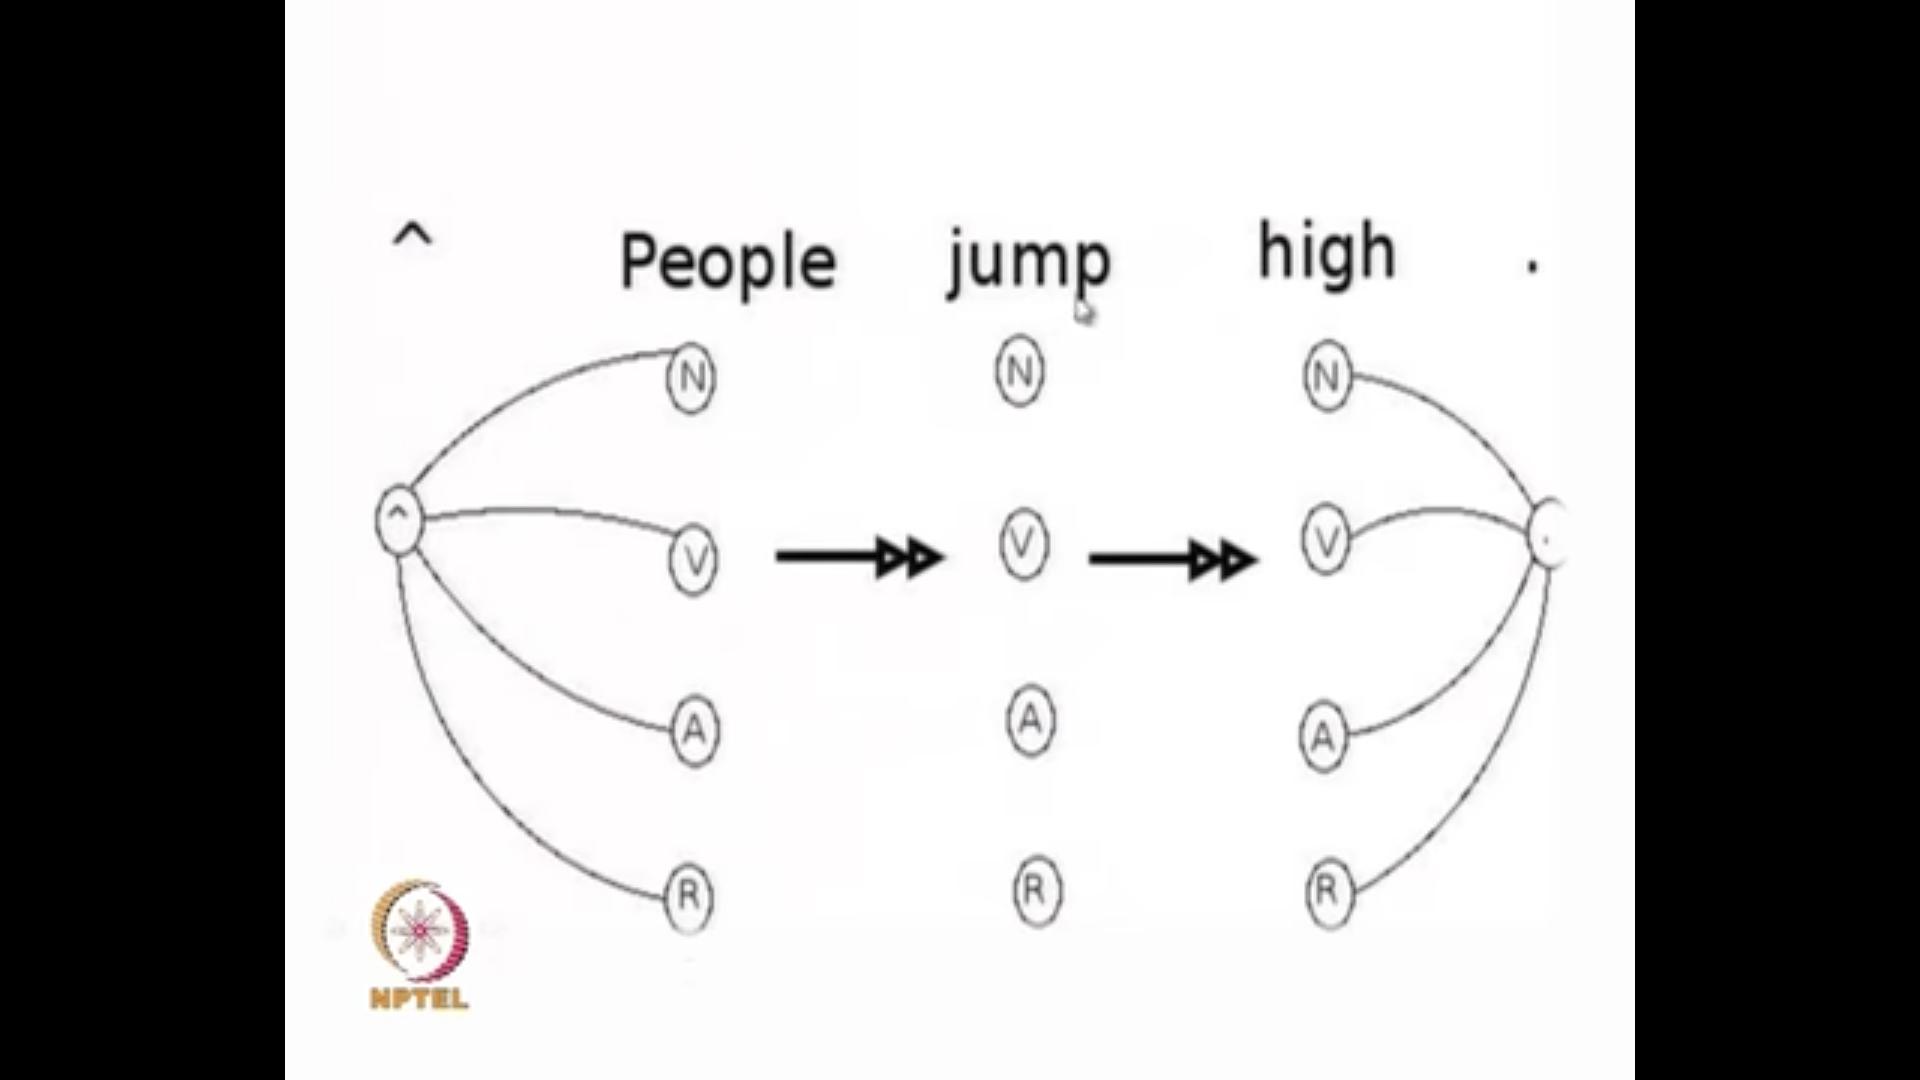 ^ People jump high .
N N N
^ V V V .
A A A
R R R
NPTEL